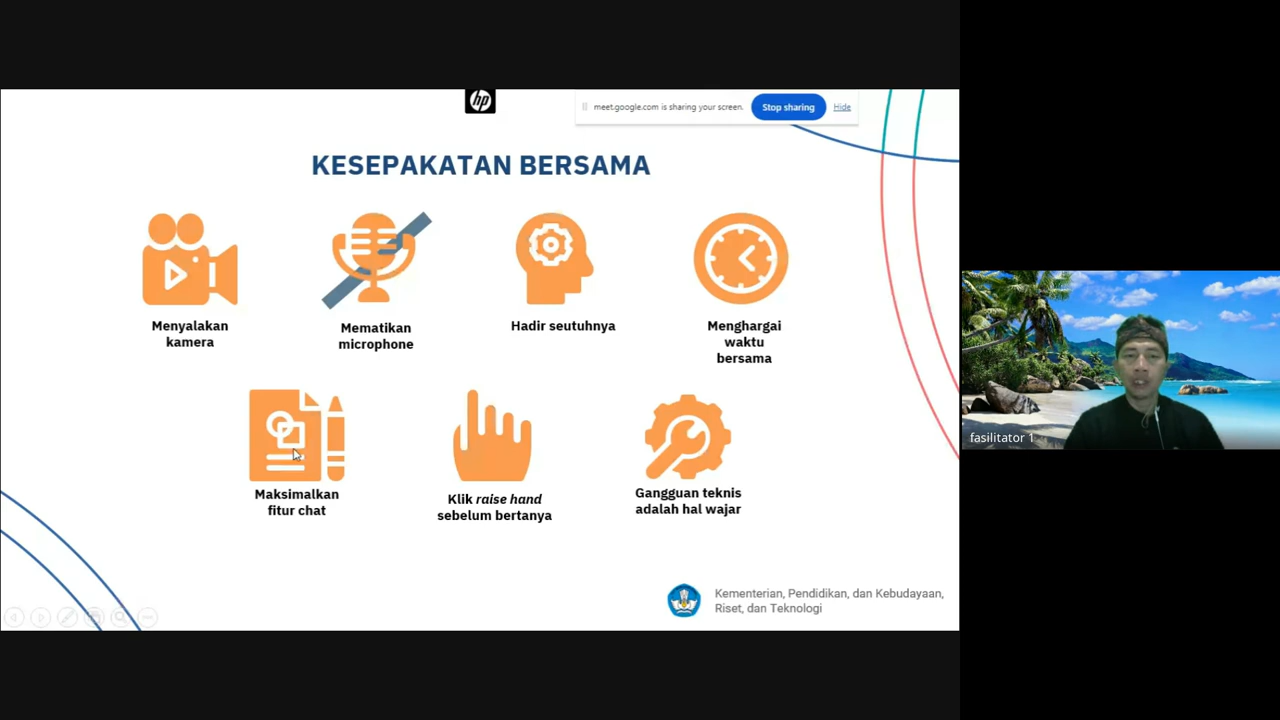 hp
meet.google.com is sharing your screen.
Stop sharing
Hide
KESEPAKATAN BERSAMA
Menyalakan
kamera
Mematikan
microphone
Hadir seutuhnya
Menghargai
waktu
bersama
Maksimalkan
fitur chat
Klik raise hand
sebelum bertanya
Gangguan teknis
adalah hal wajar
Kementerian, Pendidikan, dan Kebudayaan,
Riset, dan Teknologi
fasilitator 1